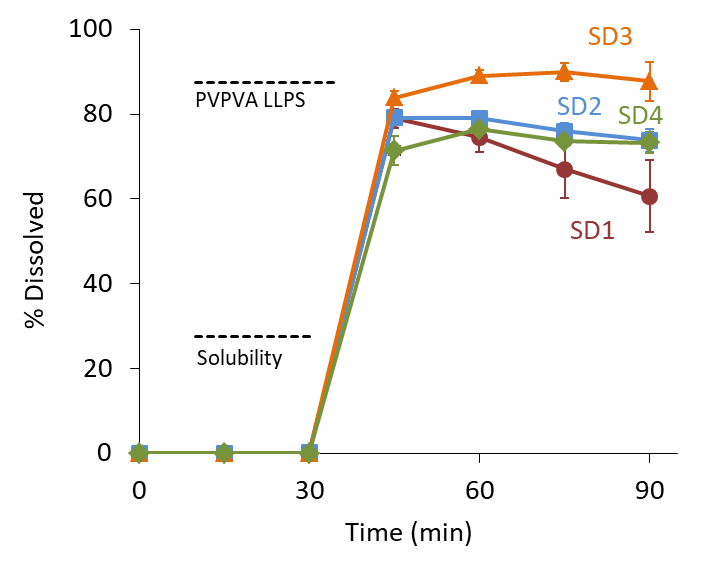 100
SD3
PVPVA LLPS
SD2
SD4
80
60
SD1
% Dissolved
40
Solubility
20
0
0
30
60
90
Time (min)